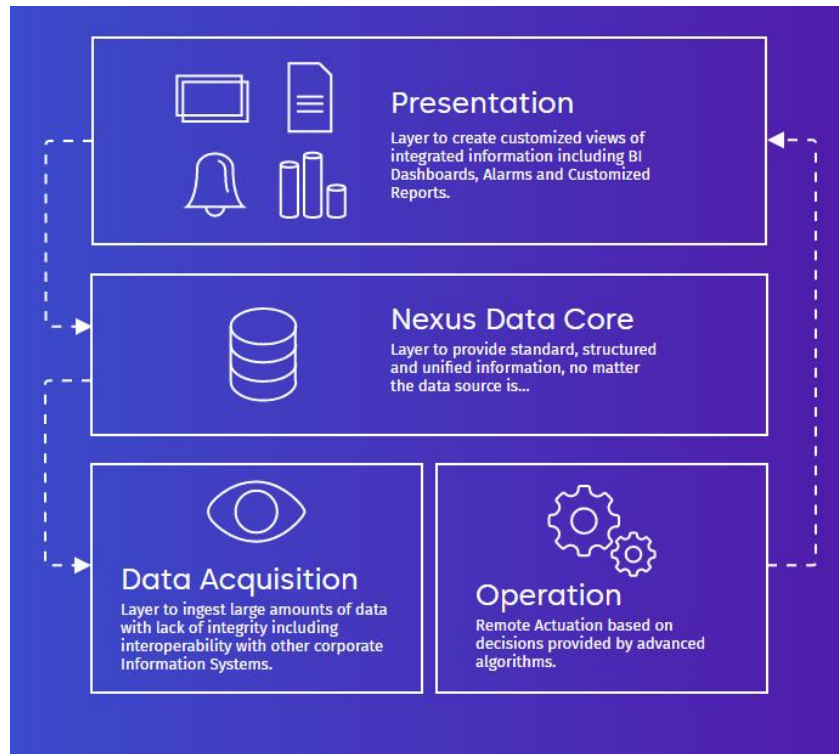 Presentation
Layer to create customized views of
integrated information including BI
Dashboards, Alarms and Customized
Reports.
Nexus Data Core
Layer to provide standard, structured
and unified information, no matter
the data source is...
Data Acquisition
Layer to ingest large amounts of data
with lack of integrity including
interoperability with other corporate
Information Systems.
Operation
Remote Actuation based on
decisions provided by advanced
algorithms.